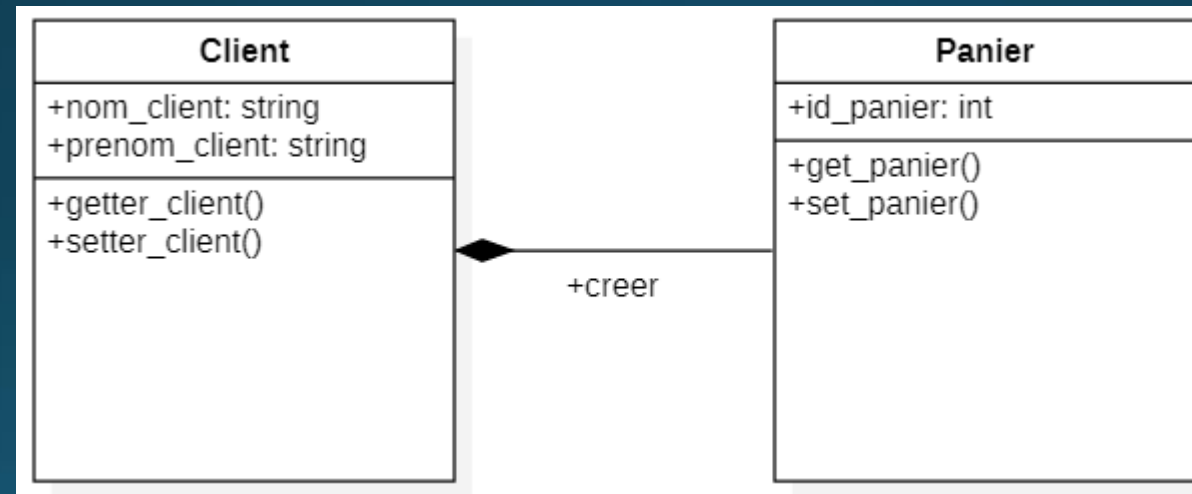 Client
+nom_client: string
+prenom_client: string
+getter_client()
+setter_client()
+creer
Panier
+id_panier: int
+get_panier()
+set_panier()